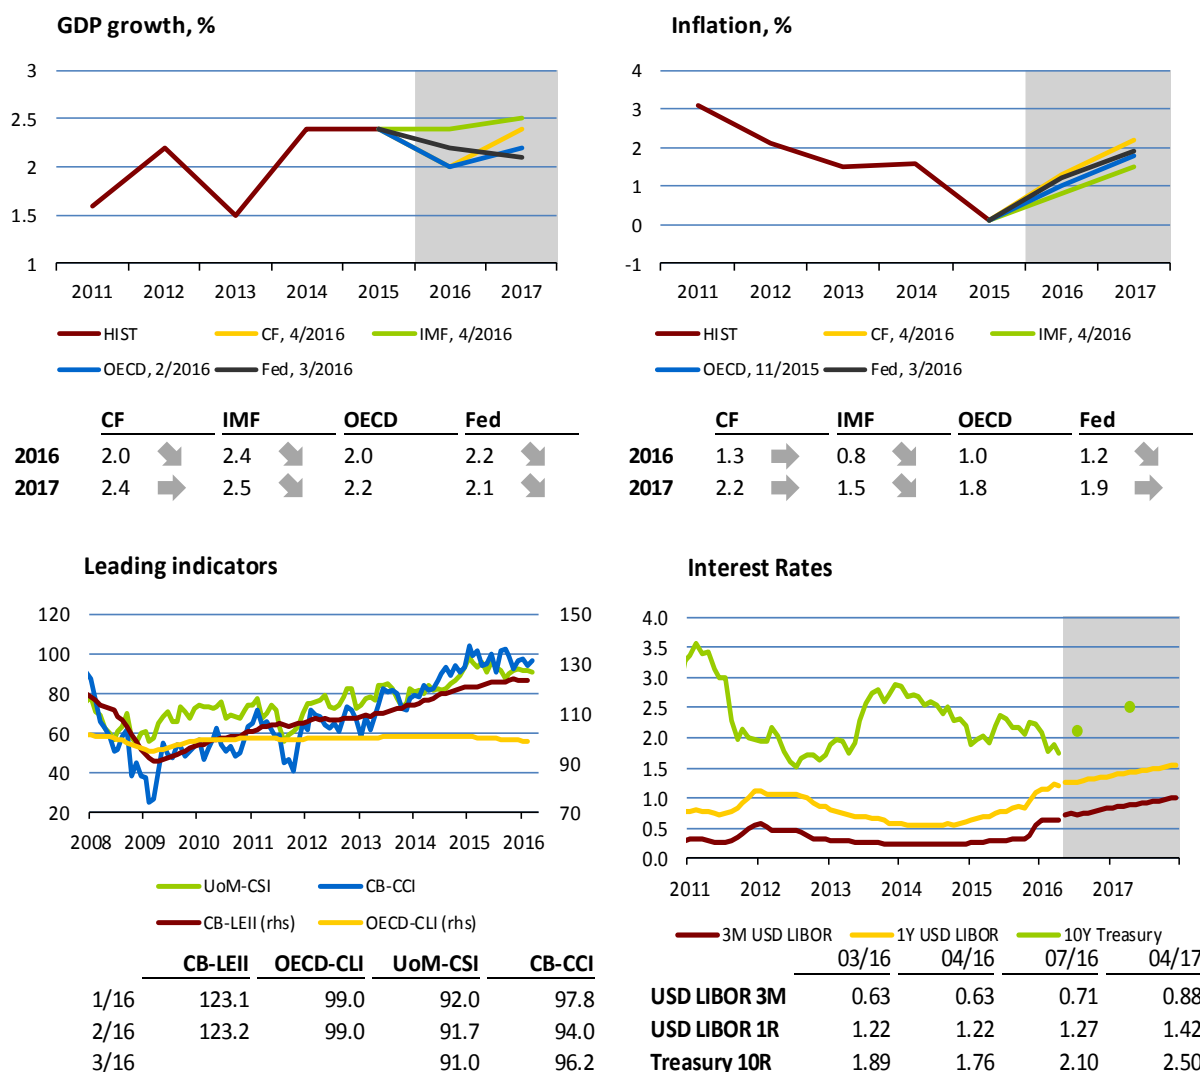 GDP growth, %
3
2.5
2
1.5
1
2011 2012 2013 2014 2015 2016 2017
HIST CF, 4/2016 IMF, 4/2016
OECD, 2/2016 Fed, 3/2016
CF IMF OECD Fed
2016 2.0 2.4 2.0 2.2
2017 2.4 2.5 2.2 2.1
Inflation, %
4
3
2
1
0
-1
2011 2012 2013 2014 2015 2016 2017
HIST CF, 4/2016 IMF, 4/2016
OECD, 11/2015 Fed, 3/2016
CF IMF OECD Fed
2016 1.3 0.8 1.0 1.2
2017 2.2 1.5 1.8 1.9
Leading indicators
120 150
100 130
80 110
60
40 90
20 70
2008 2009 2010 2011 2012 2013 2014 2015 2016
UoM-CSI CB-CCI
CB-LEII (rhs) OECD-CLI (rhs)
CB-LEII OECD-CLI UoM-CSI CB-CCI
1/16 123.1 99.0 92.0 97.8
2/16 123.2 99.0 91.7 94.0
3/16 91.0 96.2
Interest Rates
4.0
3.5
3.0
2.5
2.0
1.5
1.0
0.5
0.0
2011 2012 2013 2014 2015 2016 2017
3M USD LIBOR 1Y USD LIBOR 10Y Treasury
03/16 04/16 07/16 04/17
USD LIBOR 3M 0.63 0.63 0.71 0.88
USD LIBOR 1R 1.22 1.22 1.27 1.42
Treasury 10R 1.89 1.76 2.10 2.50